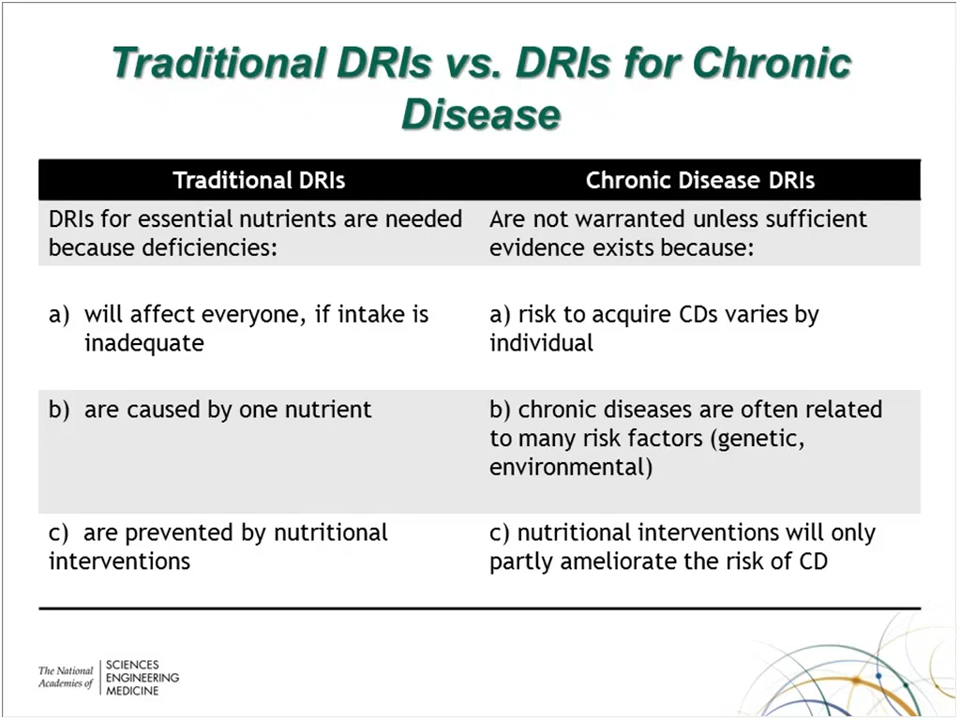 Traditional DRIs vs. DRIs for Chronic
Disease
Traditional DRIs
Chronic Disease DRIs
DRIs for essential nutrients are needed
because deficiencies:
Are not warranted unless sufficient
evidence exists because:
a) will affect everyone, if intake is
inadequate
a) risk to acquire CDs varies by
individual
b) are caused by one nutrient
b) chronic diseases are often related
to many risk factors (genetic,
environmental)
c) are prevented by nutritional
interventions
c) nutritional interventions will only
partly ameliorate the risk of CD
The National
Academies of
SCIENCES
ENGINEERING
MEDICINE